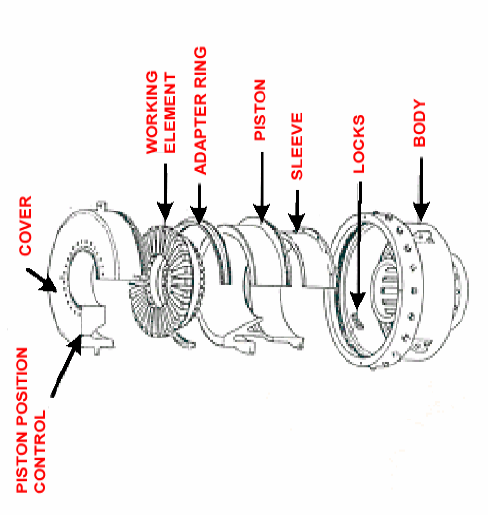 COVER
WORKING
ELEMENT
ADAPTER RING
PISTON
SLEEVE
LOCKS
BODY
PISTON POSITION
CONTROL